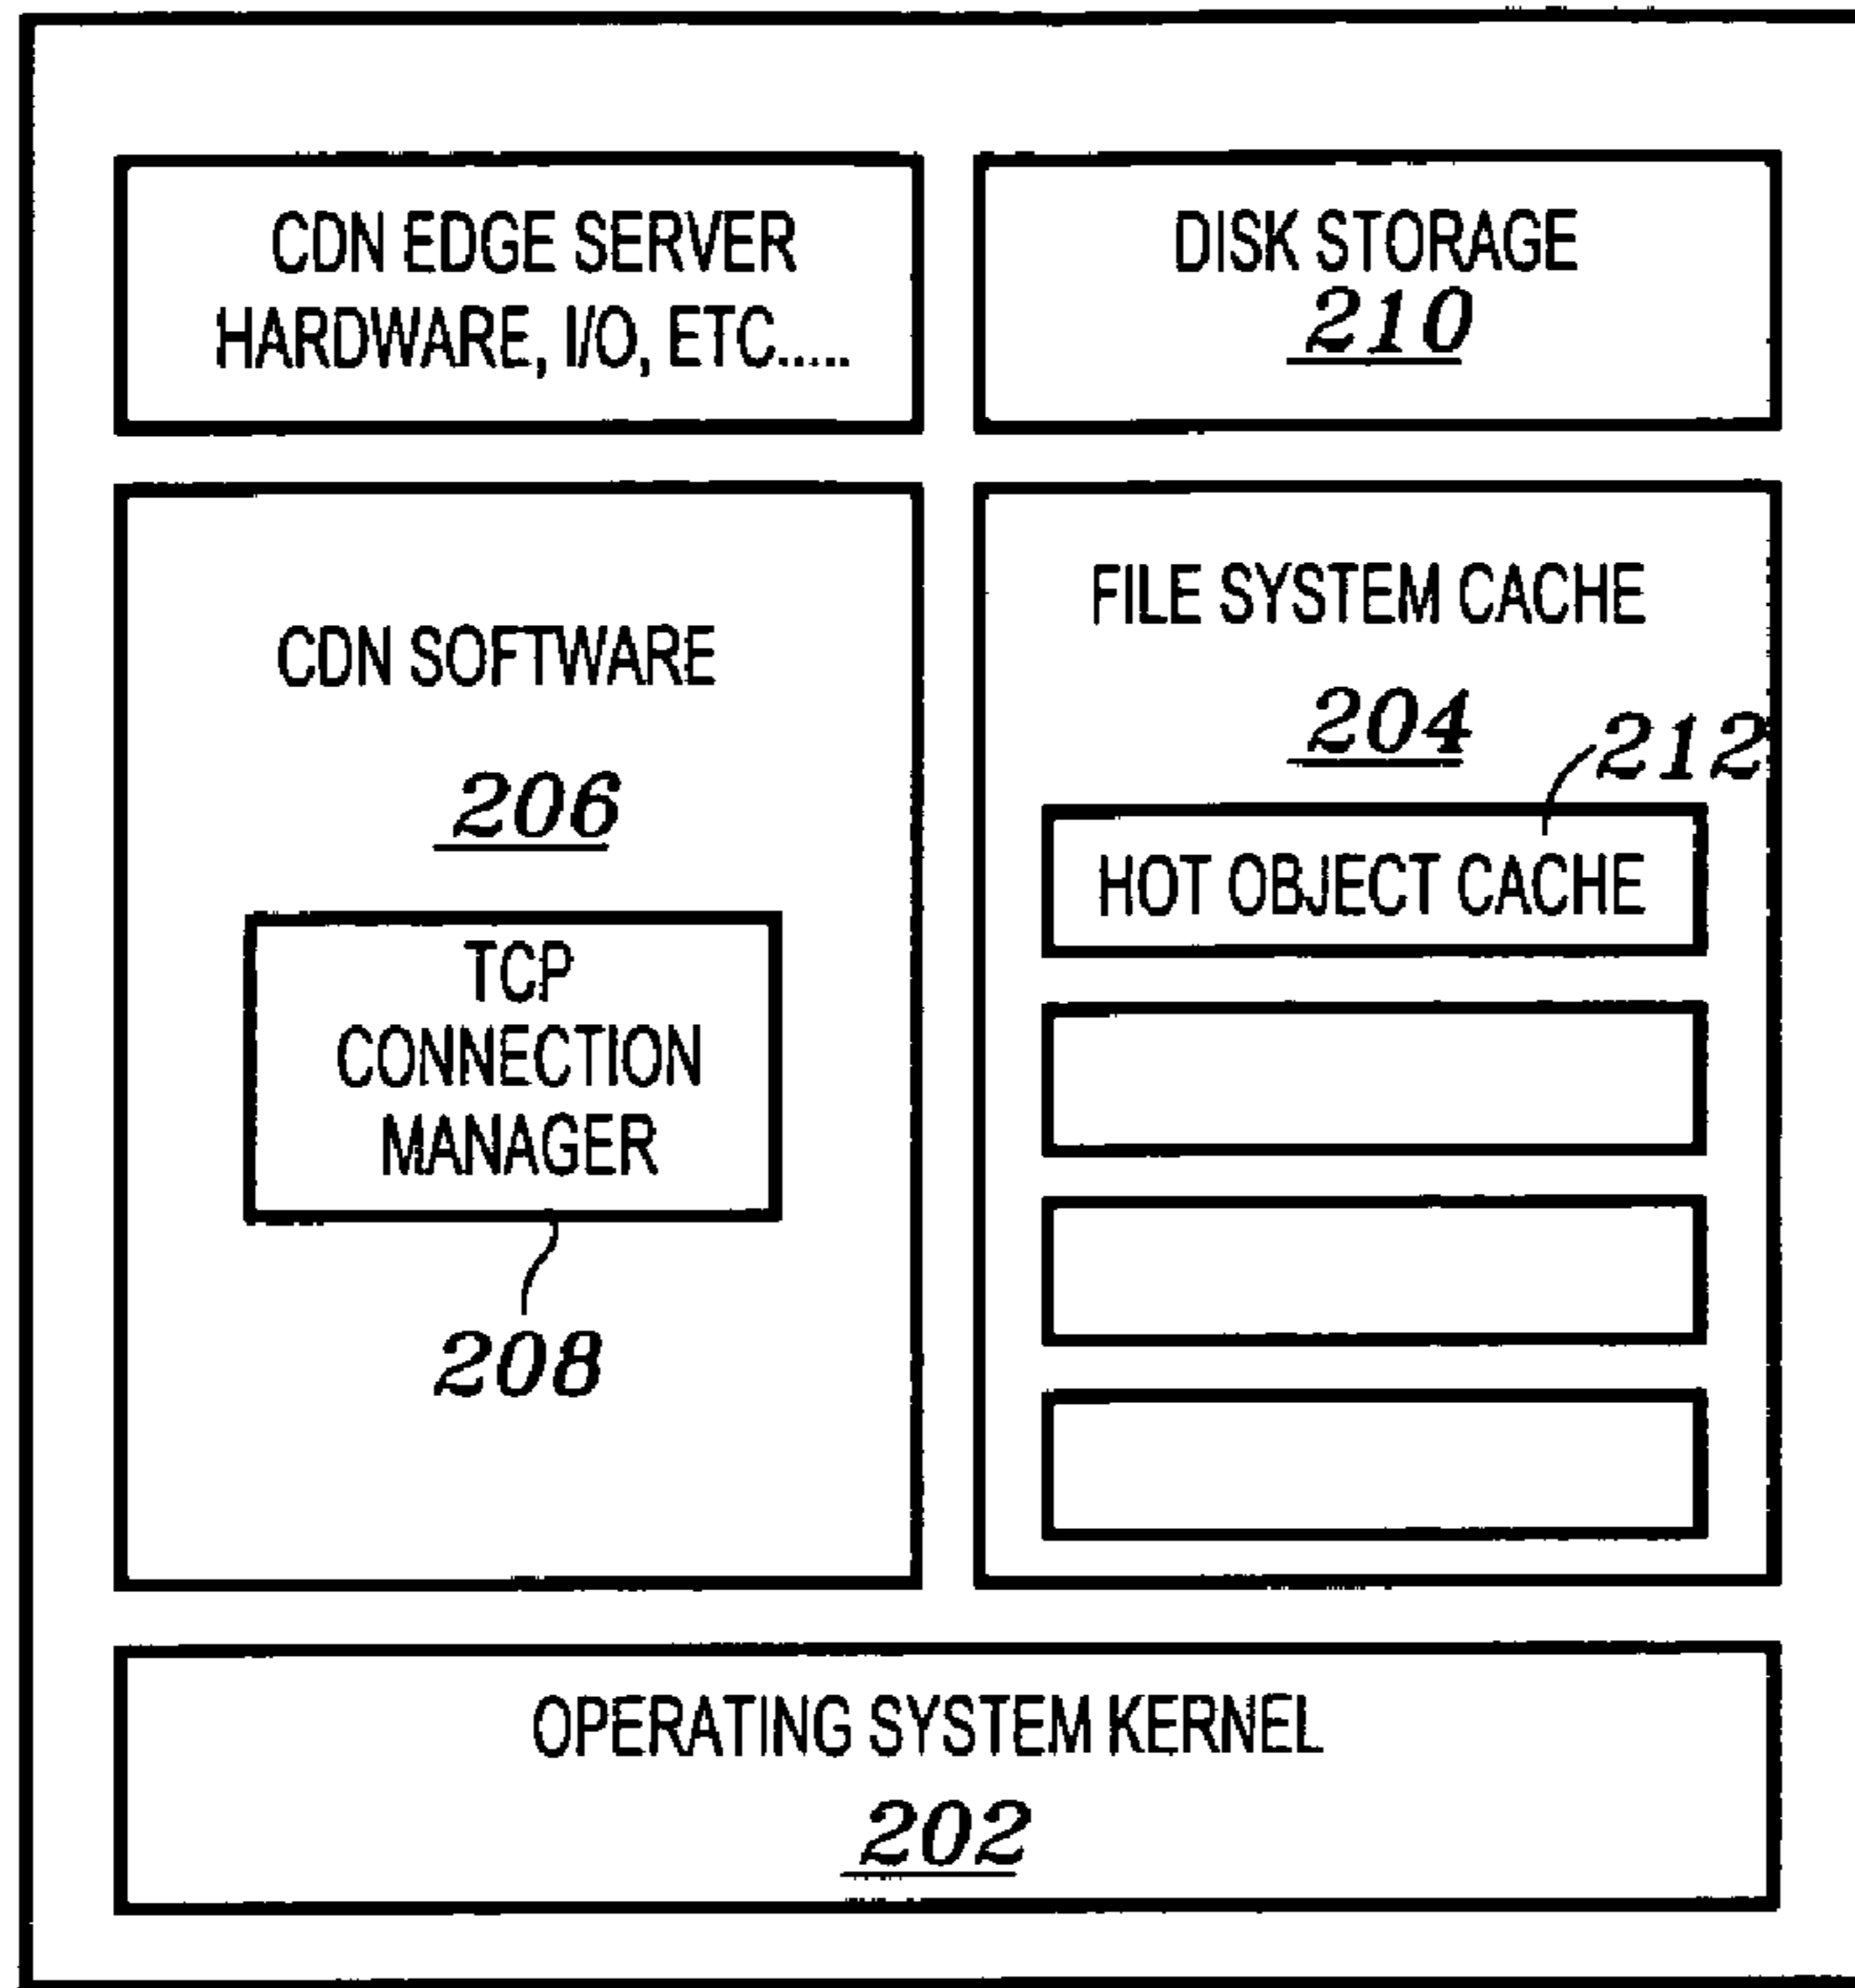 CDN EDGE SERVER
HARDWARE, I/O, ETC.....
DISK STORAGE
210
CDN SOFTWARE
206
TCP
CONNECTION
MANAGER
208
FILE SYSTEM CACHE
204
212
HOT OBJECT CACHE
OPERATING SYSTEM KERNEL
202